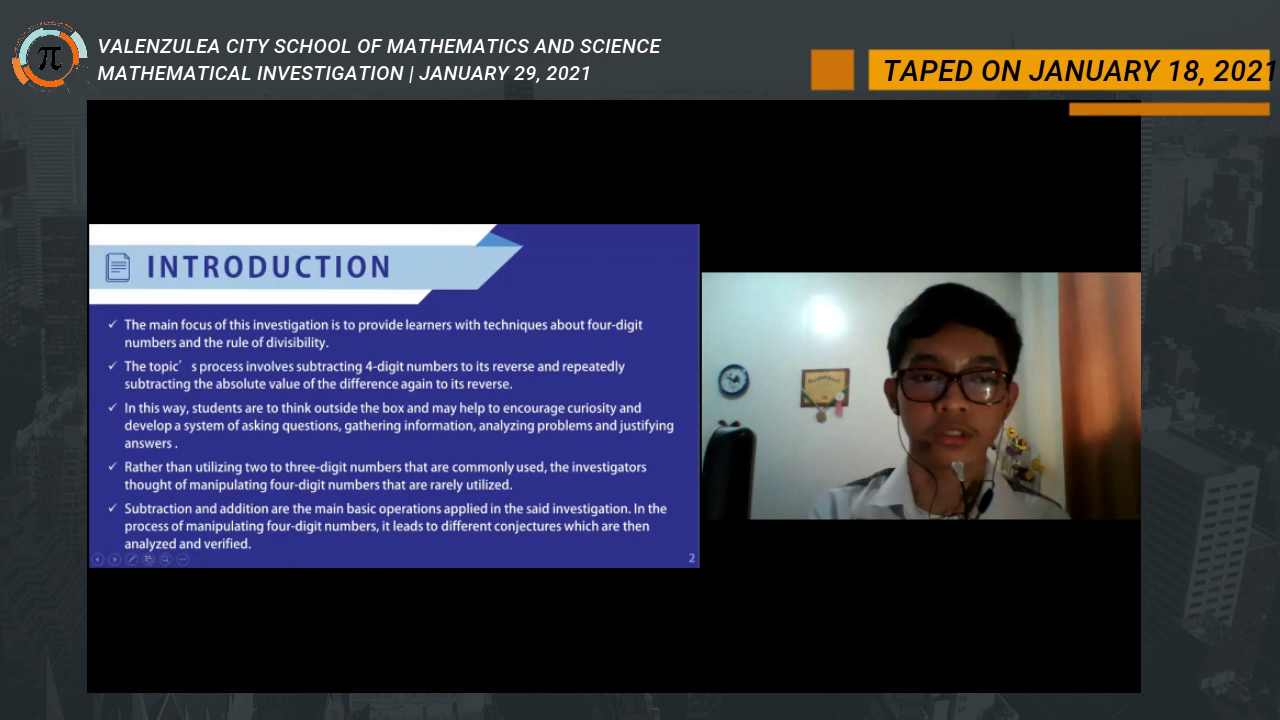 VALENZULEA CITY SCHOOL OF MATHEMATICS AND SCIENCE
MATHEMATICAL INVESTIGATION | JANUARY 29, 2021
TAPED ON JANUARY 18, 2021
π
INTRODUCTION
✓ The main focus of this investigation is to provide learners with techniques about four-digit
numbers and the rule of divisibility.
✓ The topic′ s process involves subtracting 4-digit numbers to its reverse and repeatedly
subtracting the absolute value of the difference again to its reverse.
✓ In this way, students are to think outside the box and may help to encourage curiosity and
develop a system of asking questions, gathering information, analyzing problems and justifying
answers .
✓ Rather than utilizing two to three-digit numbers that are commonly used, the investigators
thought of manipulating four-digit numbers that are rarely utilized.
✓ Subtraction and addition are the main basic operations applied in the said investigation. In the
process of manipulating four-digit numbers, it leads to different conjectures which are then
analyzed and verified.
2